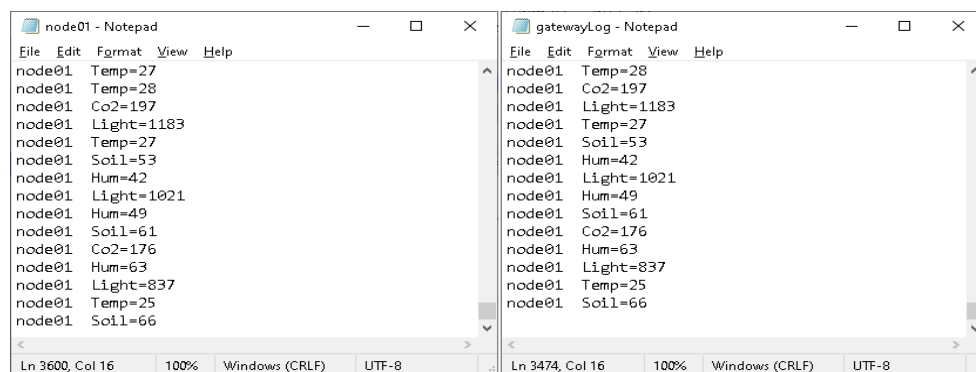 node01 - Notepad
File Edit Format View Help
node01 Temp=27
node01 Temp=28
node01 Co2=197
node01 Light=1183
node01 Temp=27
node01 Soil=53
node01 Hum=42
node01 Light=1021
node01 Hum=49
node01 Soil=61
node01 Co2=176
node01 Hum=63
node01 Light=837
node01 Temp=25
node01 Soil=66
Ln 3600, Col 16 100% Windows (CRLF) UTF-8
gatewayLog - Notepad
File Edit Format View Help
node01 Temp=28
node01 Co2=197
node01 Light=1183
node01 Temp=27
node01 Soil=53
node01 Hum=42
node01 Light=1021
node01 Hum=49
node01 Soil=61
node01 Co2=176
node01 Hum=63
node01 Light=837
node01 Temp=25
node01 Soil=66
Ln 3474, Col 16 100% Windows (CRLF) UTF-8